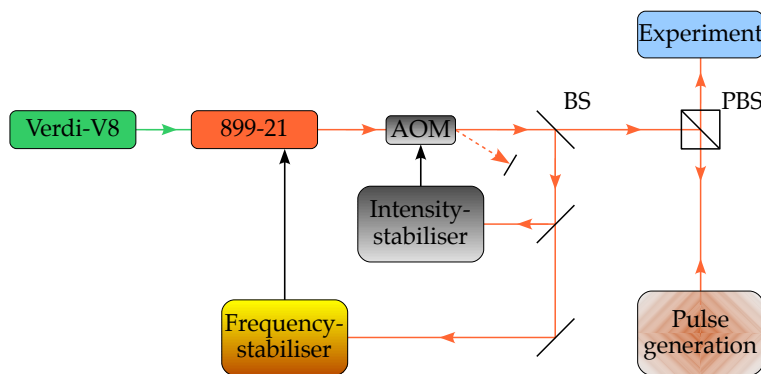 Experiment
BS
PBS
Verdi-V8
899-21
AOM
Intensity-
stabiliser
Frequency-
stabiliser
Pulse
generation